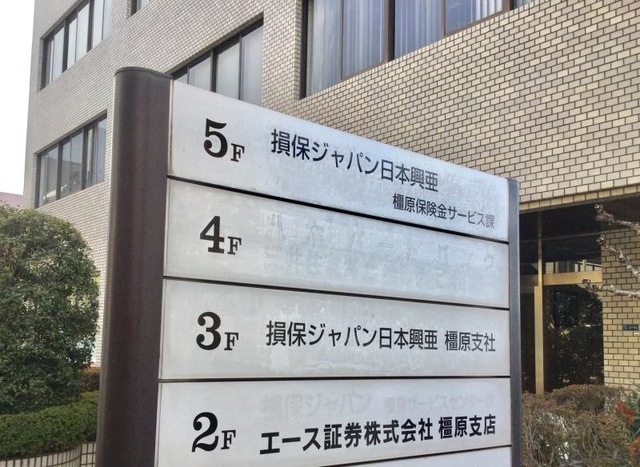 5F 損保ジャパン日本興亜
橿原保険金サービス課
4F
3F 損保ジャパン日本興亜 橿原支社
2F エース証券株式会社 橿原支店